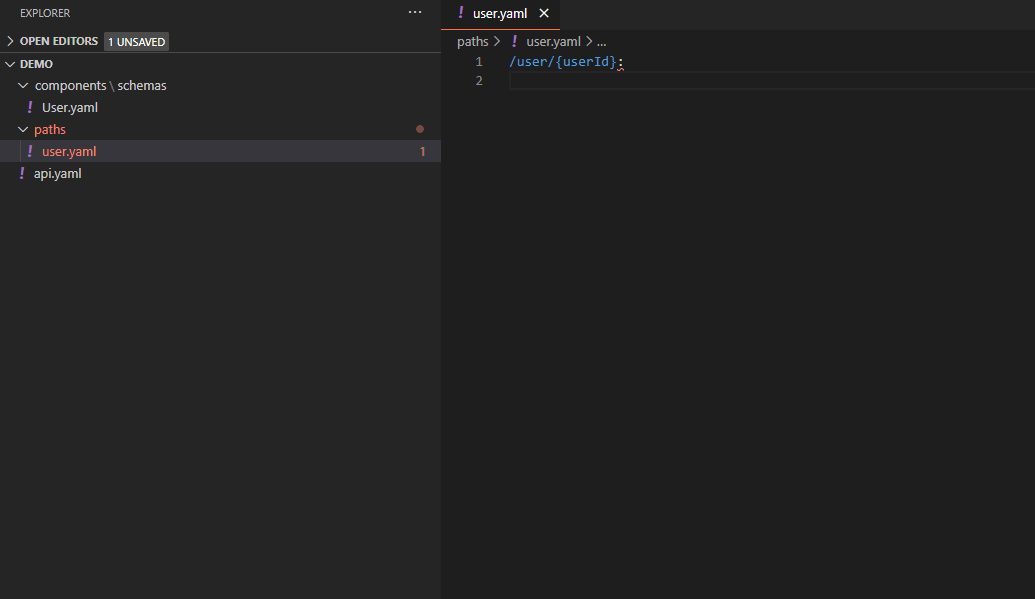 EXPLORER ...
OPEN EDITORS 1 UNSAVED
DEMO
components \ schemas
! User.yaml
paths
! user.yaml 1
! api.yaml
! user.yaml
paths > ! user.yaml > ...
1 /user/{userId}:
2